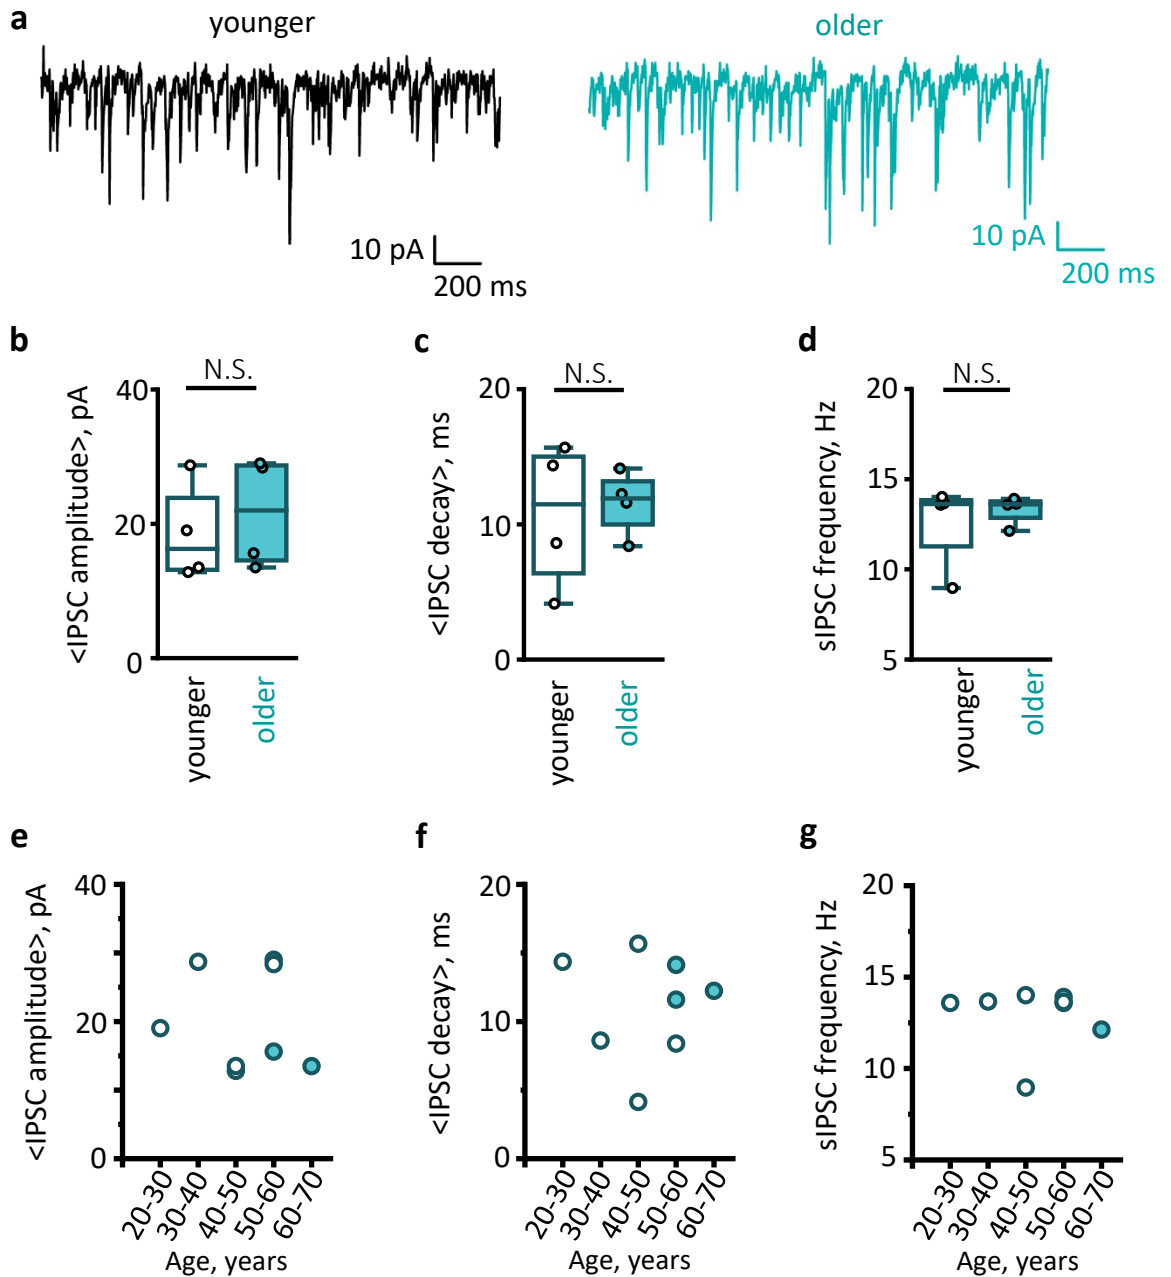 a
younger
older
10 pA
200 ms
10 pA
200 ms
b
<IPSC amplitude>, pA
N.S.
40
20
0
younger
older
c
<IPSC decay>, ms
N.S.
20
10
0
younger
older
d
sIPSC frequency, Hz
N.S.
20
15
10
5
younger
older
e
<IPSC amplitude>, pA
40
20
0
20-30
30-40
40-50
50-60
60-70
Age, years
f
<IPSC decay>, ms
20
10
0
20-30
30-40
40-50
50-60
60-70
Age, years
g
sIPSC frequency, Hz
20
15
10
5
20-30
30-40
40-50
50-60
60-70
Age, years